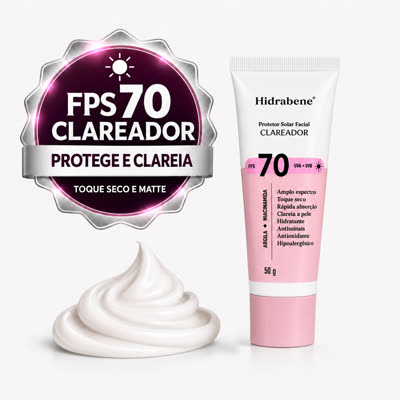 FPS 70
CLAREADOR
PROTEGE E CLAREIA
TOQUE SECO E MATTE
Hidrabene®
Protetor Solar Facial
CLAREADOR
FPS 70 UVA + UVB
ARGILA • NIACINAMIDA
Amplo espectro
Toque seco
Rápida absorção
Clareia a pele
Hidratante
Antissinais
Antioxidante
Hipoalergênico
50 g